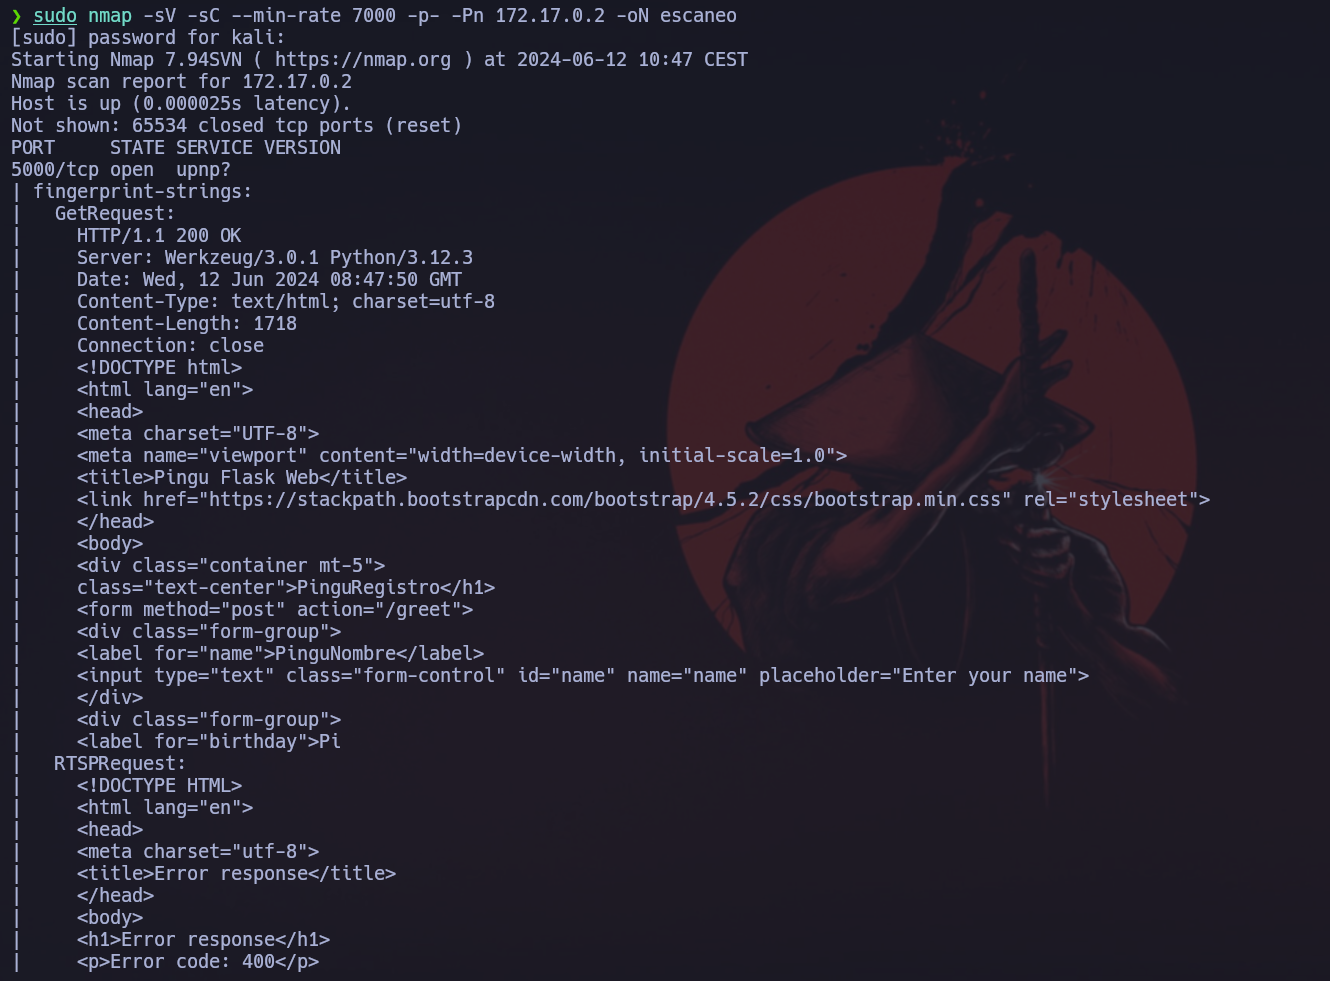 ❯ sudo nmap -sV -sC --min-rate 7000 -p- -Pn 172.17.0.2 -oN escaneo
[sudo] password for kali:
Starting Nmap 7.94SVN ( https://nmap.org ) at 2024-06-12 10:47 CEST
Nmap scan report for 172.17.0.2
Host is up (0.000025s latency).
Not shown: 65534 closed tcp ports (reset)
PORT     STATE SERVICE VERSION
5000/tcp open  upnp?
| fingerprint-strings:
|   GetRequest:
|     HTTP/1.1 200 OK
|     Server: Werkzeug/3.0.1 Python/3.12.3
|     Date: Wed, 12 Jun 2024 08:47:50 GMT
|     Content-Type: text/html; charset=utf-8
|     Content-Length: 1718
|     Connection: close
|     <!DOCTYPE html>
|     <html lang="en">
|     <head>
|     <meta charset="UTF-8">
|     <meta name="viewport" content="width=device-width, initial-scale=1.0">
|     <title>Pingu Flask Web</title>
|     <link href="https://stackpath.bootstrapcdn.com/bootstrap/4.5.2/css/bootstrap.min.css" rel="stylesheet">
|     </head>
|     <body>
|     <div class="container mt-5">
|     class="text-center">PinguRegistro</h1>
|     <form method="post" action="/greet">
|     <div class="form-group">
|     <label for="name">PinguNombre</label>
|     <input type="text" class="form-control" id="name" name="name" placeholder="Enter your name">
|     </div>
|     <div class="form-group">
|     <label for="birthday">Pi
|   RTSPRequest:
|     <!DOCTYPE HTML>
|     <html lang="en">
|     <head>
|     <meta charset="utf-8">
|     <title>Error response</title>
|     </head>
|     <body>
|     <h1>Error response</h1>
|     <p>Error code: 400</p>